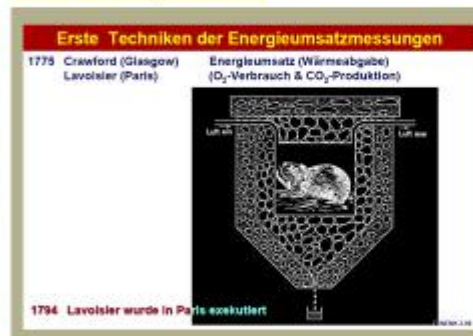 Erste Techniken der Energieumsatzmessungen
1775 Crawford (Glasgow) Energieumsatz (Wärmeabgabe)
Lavoisier (Paris) (O₂-Verbrauch & CO₂-Produktion)
Luft ein
Luft aus
1794 Lavoisier wurde in Paris exekutiert